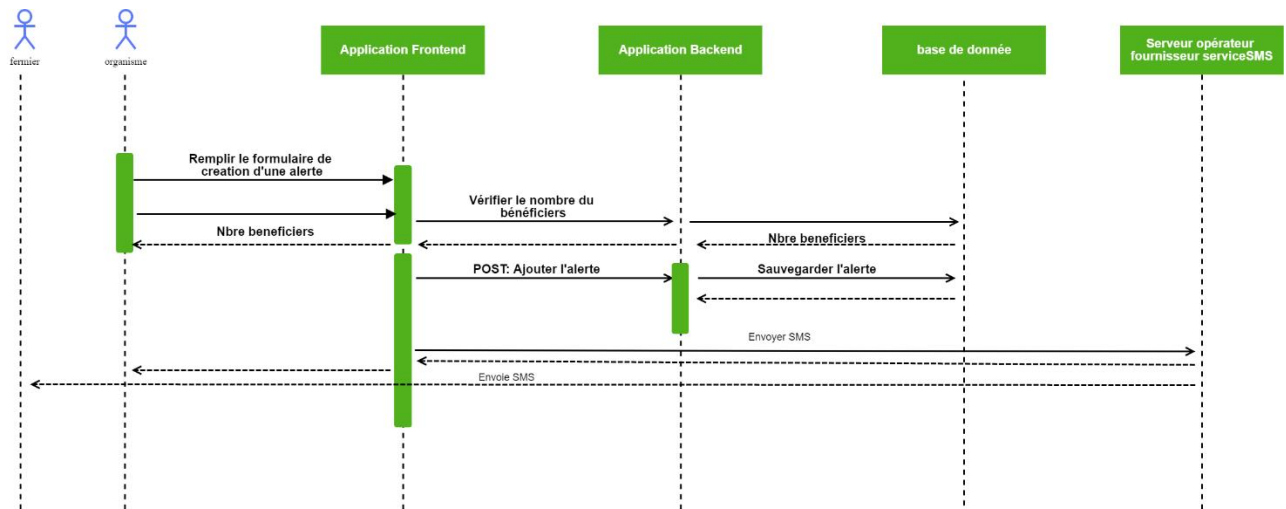 fermier
organisme
Application Frontend
Application Backend
base de donnée
Serveur opérateur
fournisseur serviceSMS
Remplir le formulaire de
creation d'une alerte
Vérifier le nombre du
bénéficiers
Nbre beneficiers
Nbre beneficiers
POST: Ajouter l'alerte
Sauvegarder l'alerte
Envoyer SMS
Envoie SMS